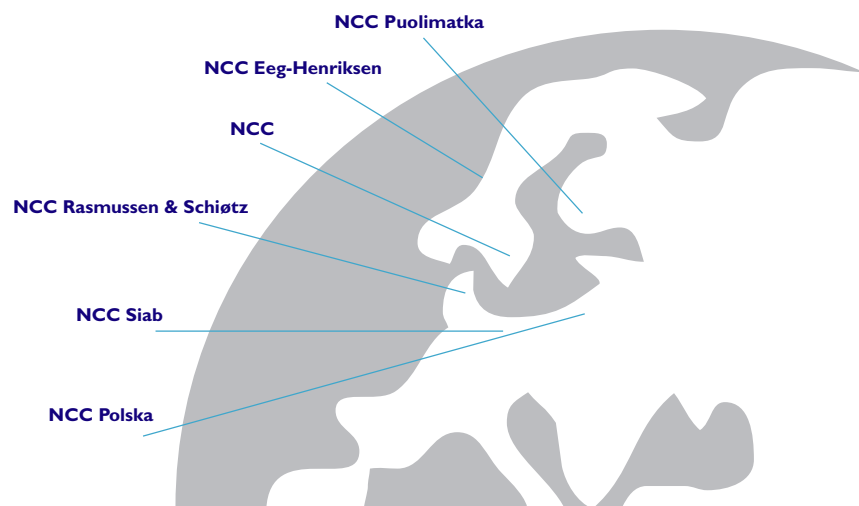 NCC Puolimatka
NCC Eeg-Henriksen
NCC
NCC Rasmussen & Schiøtz
NCC Siab
NCC Polska